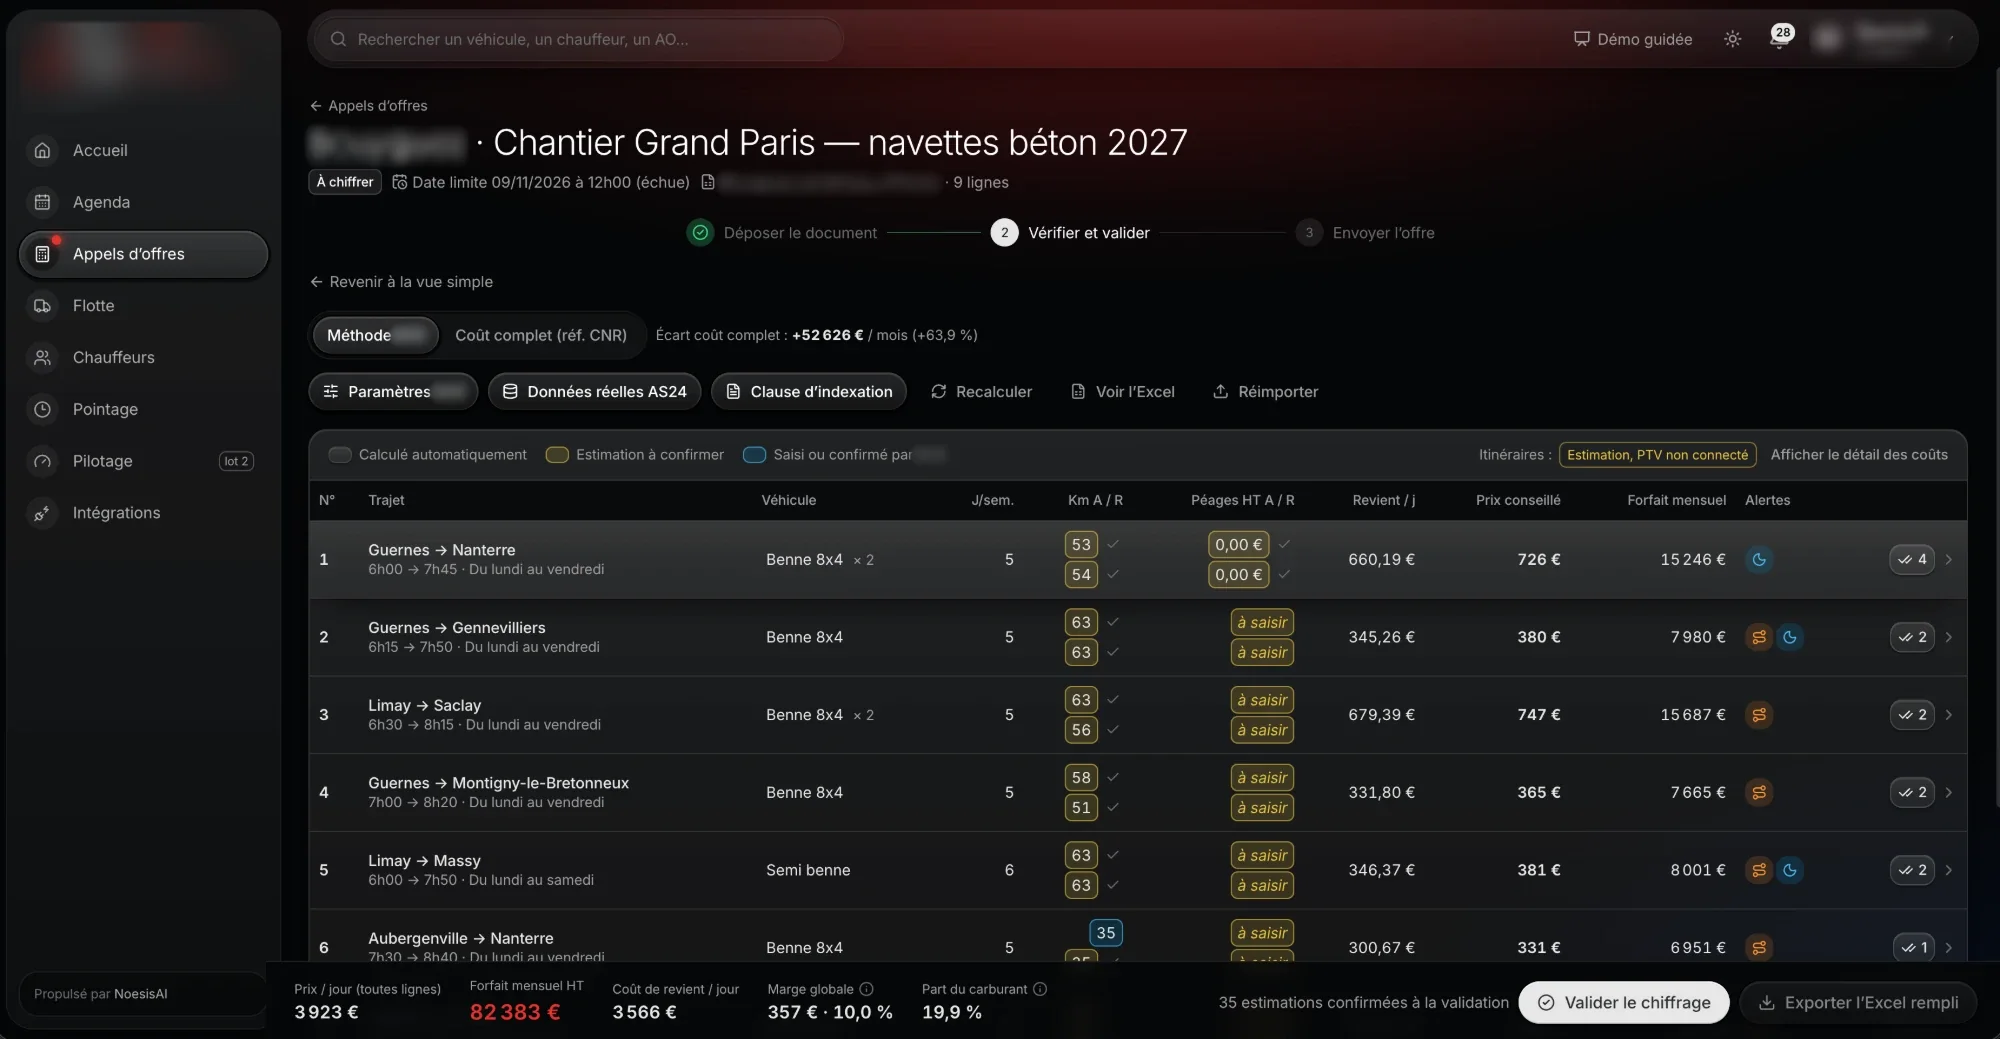 Rechercher un véhicule, un chauffeur, un AO...
Démo guidée
28
Accueil
Agenda
Appels d'offres
Flotte
Chauffeurs
Pointage
Pilotage lot 2
Intégrations
Propulsé par NoesisAI
← Appels d'offres
· Chantier Grand Paris — navettes béton 2027
À chiffrer Date limite 09/11/2026 à 12h00 (échue) · 9 lignes
Déposer le document 2 Vérifier et valider 3 Envoyer l'offre
← Revenir à la vue simple
Méthode Coût complet (réf. CNR) Écart coût complet : +52 626 € / mois (+63,9 %)
Paramètres Données réelles AS24 Clause d'indexation Recalculer Voir l'Excel Réimporter
Calculé automatiquement Estimation à confirmer Saisi ou confirmé par Itinéraires : Estimation, PTV non connecté Afficher le détail des coûts
N° Trajet Véhicule J/sem. Km A / R Péages HT A / R Revient / j Prix conseillé Forfait mensuel Alertes
1 Guernes → Nanterre Benne 8x4 × 2 5 53 0,00 € 660,19 € 726 € 15 246 € 4
6h00 → 7h45 · Du lundi au vendredi 54 0,00 €
2 Guernes → Gennevilliers Benne 8x4 5 63 à saisir 345,26 € 380 € 7 980 € 2
6h15 → 7h50 · Du lundi au vendredi 63 à saisir
3 Limay → Saclay Benne 8x4 × 2 5 63 à saisir 679,39 € 747 € 15 687 € 2
6h30 → 8h15 · Du lundi au vendredi 56 à saisir
4 Guernes → Montigny-le-Bretonneux Benne 8x4 5 58 à saisir 331,80 € 365 € 7 665 € 2
7h00 → 8h20 · Du lundi au vendredi 51 à saisir
5 Limay → Massy Semi benne 6 63 à saisir 346,37 € 381 € 8 001 € 2
6h00 → 7h50 · Du lundi au samedi 63 à saisir
6 Aubergenville → Nanterre Benne 8x4 5 35 à saisir 300,67 € 331 € 6 951 € 1
7h30 → 8h40 · Du lundi au vendredi
Prix / jour (toutes lignes) Forfait mensuel HT Coût de revient / jour Marge globale Part du carburant
3 923 € 82 383 € 3 566 € 357 € · 10,0 % 19,9 %
35 estimations confirmées à la validation Valider le chiffrage Exporter l'Excel rempli